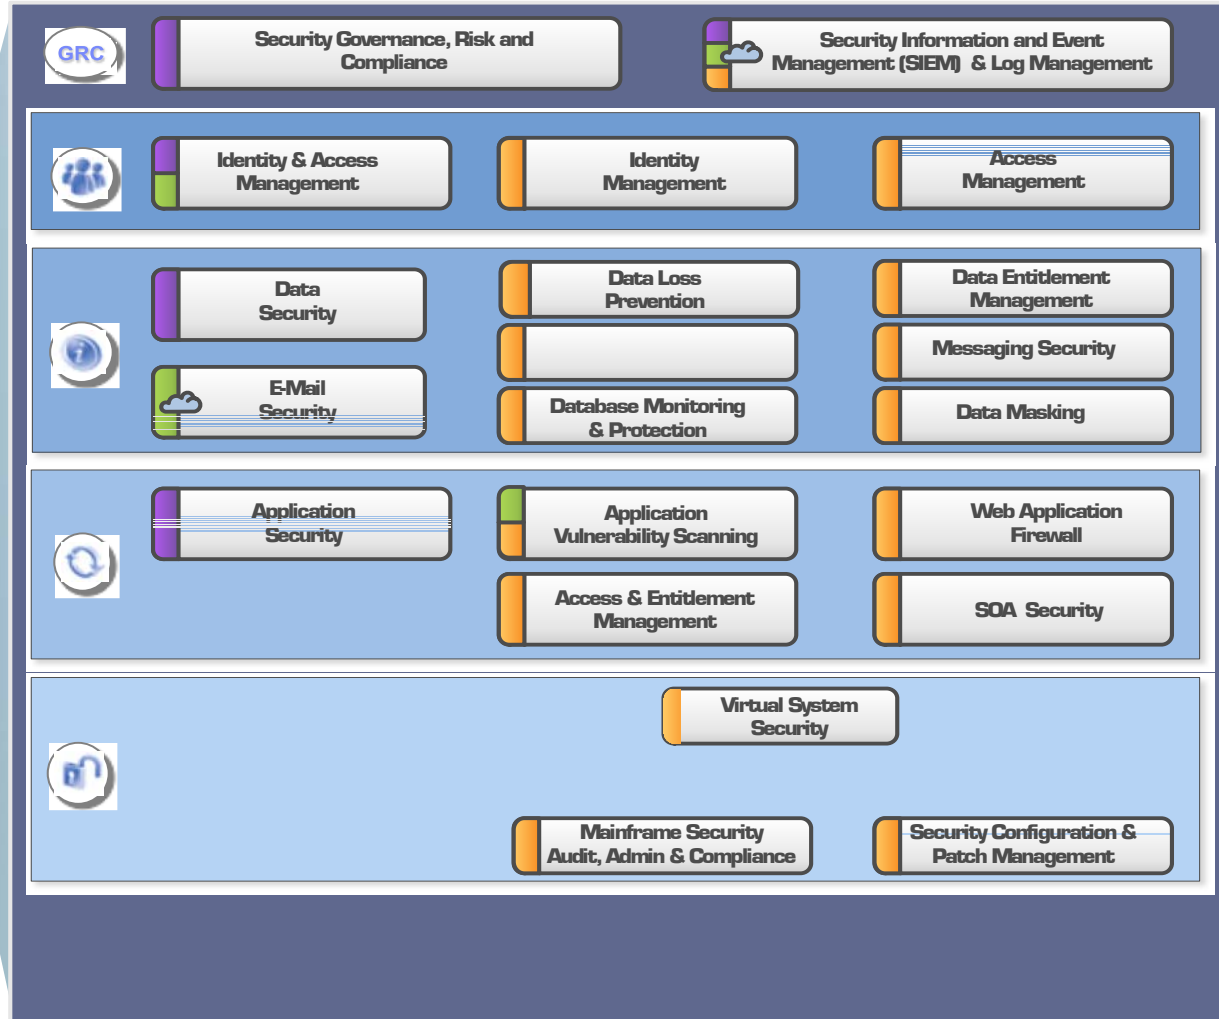 GRC
Security Governance, Risk and
Compliance
Security Information and Event
Management (SIEM) & Log Management
Identity & Access
Management
Identity
Management
Access
Management
Data
Security
Data Loss
Prevention
Data Entitlement
Management
Messaging Security
E-Mail
Security
Database Monitoring
& Protection
Data Masking
Application
Security
Application
Vulnerability Scanning
Web Application
Firewall
Access & Entitlement
Management
SOA Security
Virtual System
Security
Mainframe Security
Audit, Admin & Compliance
Security Configuration &
Patch Management